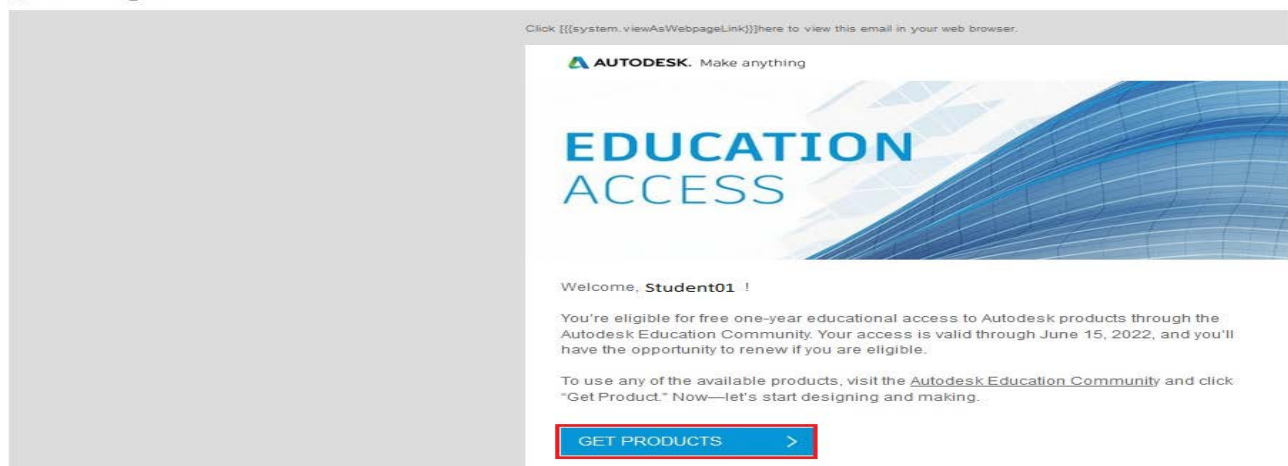 Click [{{system.viewAsWebpageLink}}]here to view this email in your web browser.
AUTODESK. Make anything
EDUCATION
ACCESS
Welcome, Student01 !
You're eligible for free one-year educational access to Autodesk products through the
Autodesk Education Community. Your access is valid through June 15, 2022, and you'll
have the opportunity to renew if you are eligible.
To use any of the available products, visit the Autodesk Education Community and click
"Get Product." Now—let's start designing and making.
GET PRODUCTS >